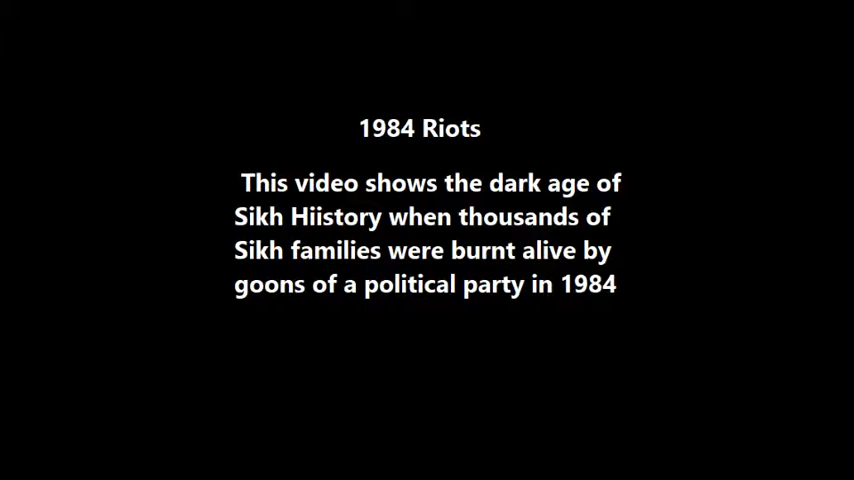 1984 Riots
This video shows the dark age of
Sikh Hiistory when thousands of
Sikh families were burnt alive by
goons of a political party in 1984